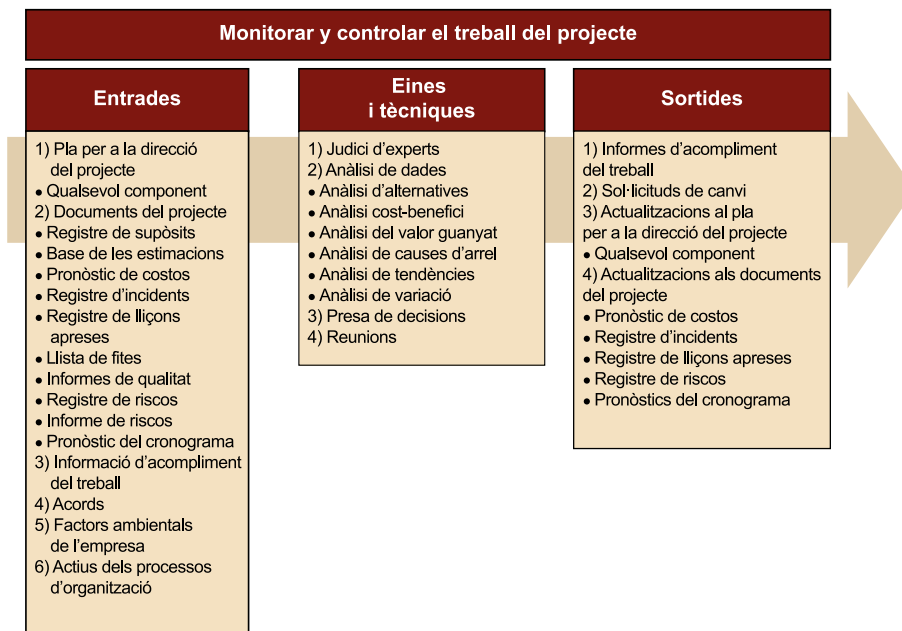 Monitorar y controlar el treball del projecte
Entrades
1) Pla per a la direcció
del projecte
• Qualsevol component
2) Documents del projecte
• Registre de supòsits
• Base de les estimacions
• Pronòstic de costos
• Registre d’incidents
• Registre de lliçons
apreses
• Llista de fites
• Informes de qualitat
• Registre de riscos
• Informe de riscos
• Pronòstic del cronograma
3) Informació d’acompliment
del treball
4) Acords
5) Factors ambientals
de l’empresa
6) Actius dels processos
d’organització
Eines
i tècniques
1) Judici d’experts
2) Anàlisi de dades
• Anàlisi d’alternatives
• Anàlisi cost-benefici
• Anàlisi del valor guanyat
• Anàlisi de causes d’arrel
• Anàlisi de tendències
• Anàlisi de variació
3) Presa de decisions
4) Reunions
Sortides
1) Informes d’acompliment
del treball
2) Sol·licituds de canvi
3) Actualitzacions al pla
per a la direcció del projecte
• Qualsevol component
4) Actualitzacions als documents
del projecte
• Pronòstic de costos
• Registre d’incidents
• Registre de lliçons apreses
• Registre de riscos
• Pronòstics del cronograma